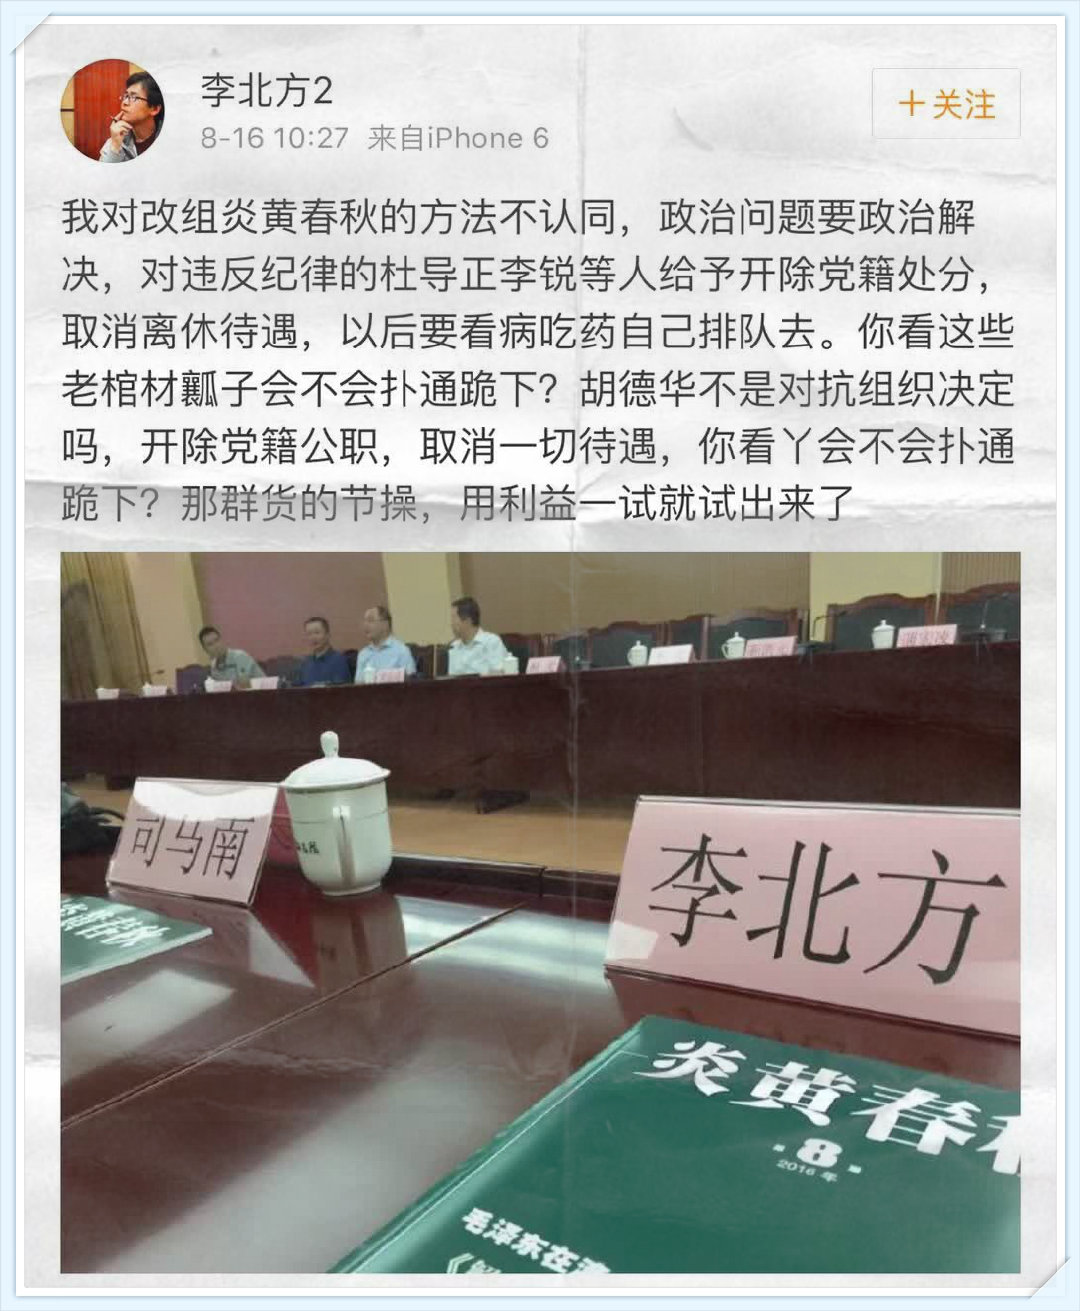 李北方2
8-16 10:27 来自iPhone 6
+关注
我对改组炎黄春秋的方法不认同，政治问题要政治解
决，对违反纪律的杜导正李锐等人给予开除党籍处分，
取消离休待遇，以后要看病吃药自己排队去。你看这些
老棺材瓤子会不会扑通跪下？胡德华不是对抗组织决定
吗，开除党籍公职，取消一切待遇，你看丫会不会扑通
跪下？那群货的节操，用利益一试就试出来了
司马南
李北方
炎黄春
·8·
2016年
毛泽东在